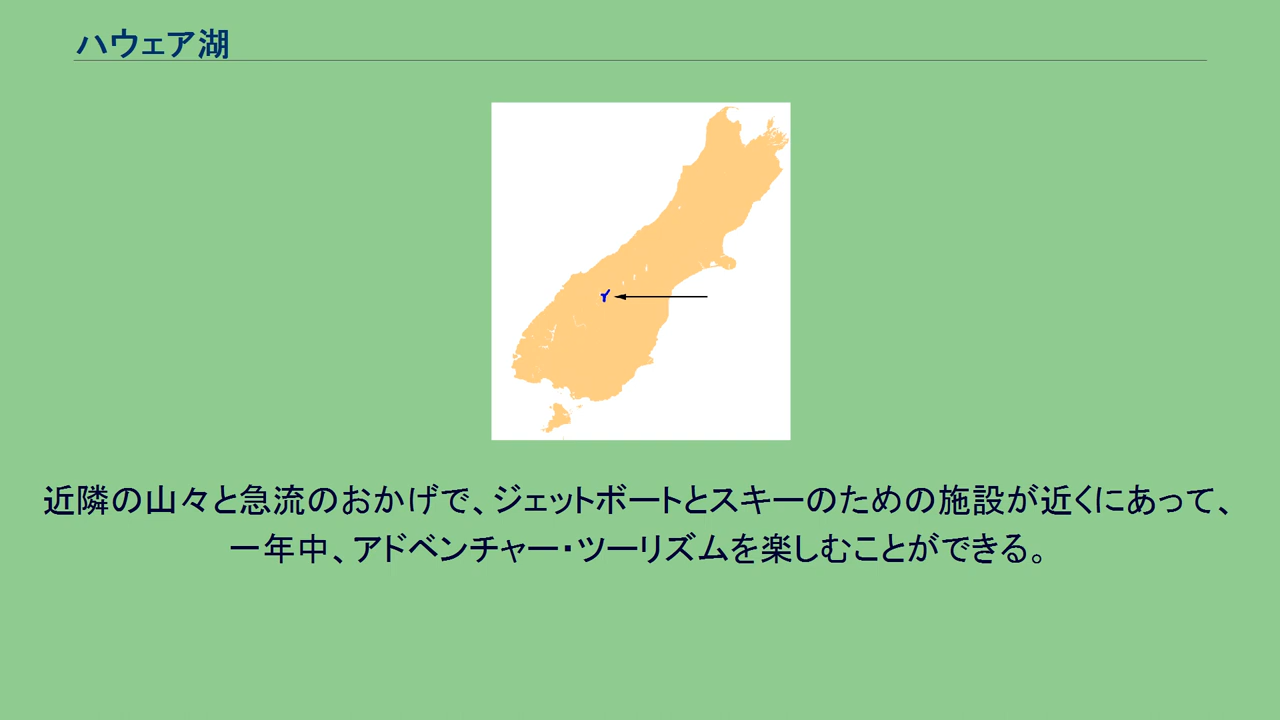 ハウェア湖
近隣の山々と急流のおかげで、ジェットボートとスキーのための施設が近くにあって、
一年中、アドベンチャー・ツーリズムを楽しむことができる。